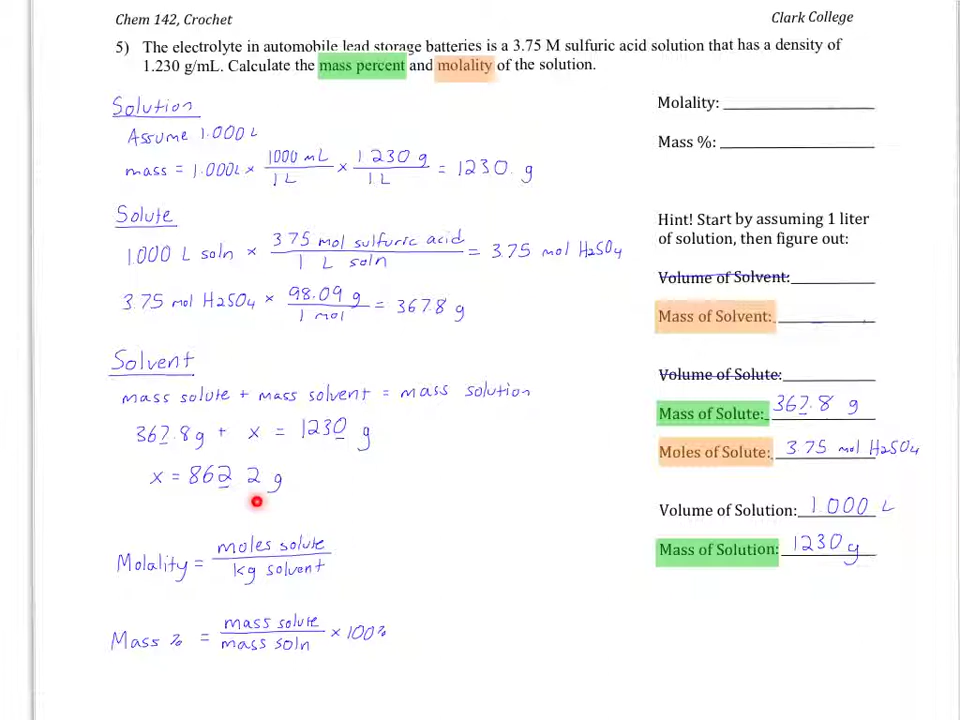 Chem 142, Crochet
Clark College
5) The electrolyte in automobile lead storage batteries is a 3.75 M sulfuric acid solution that has a density of
1.230 g/mL. Calculate the mass percent and molality of the solution.
Solution
Assume 1.000 L
mass = 1.000L × 1000 mL / 1 L × 1 230 g / 1 L = 1230. g
Solute
1.000 L soln × 3 75 mol sulfuric acid / 1 L soln = 3.75 mol H2SO4
3.75 mol H2SO4 × 98.09 g / 1 mol = 367.8 g
Solvent
mass solute + mass solvent = mass solution
367.8g + x = 1230 g
x = 862 2 g
Molality = moles solute / kg solvent
Mass % = mass solute / mass soln × 100%
Molality:
Mass %:
Hint! Start by assuming 1 liter
of solution, then figure out:
Volume of Solvent:
Mass of Solvent:
Volume of Solute:
Mass of Solute: 367.8 g
Moles of Solute: 3 75 mol H2SO4
Volume of Solution: 1.000 L
Mass of Solution: 1230 g